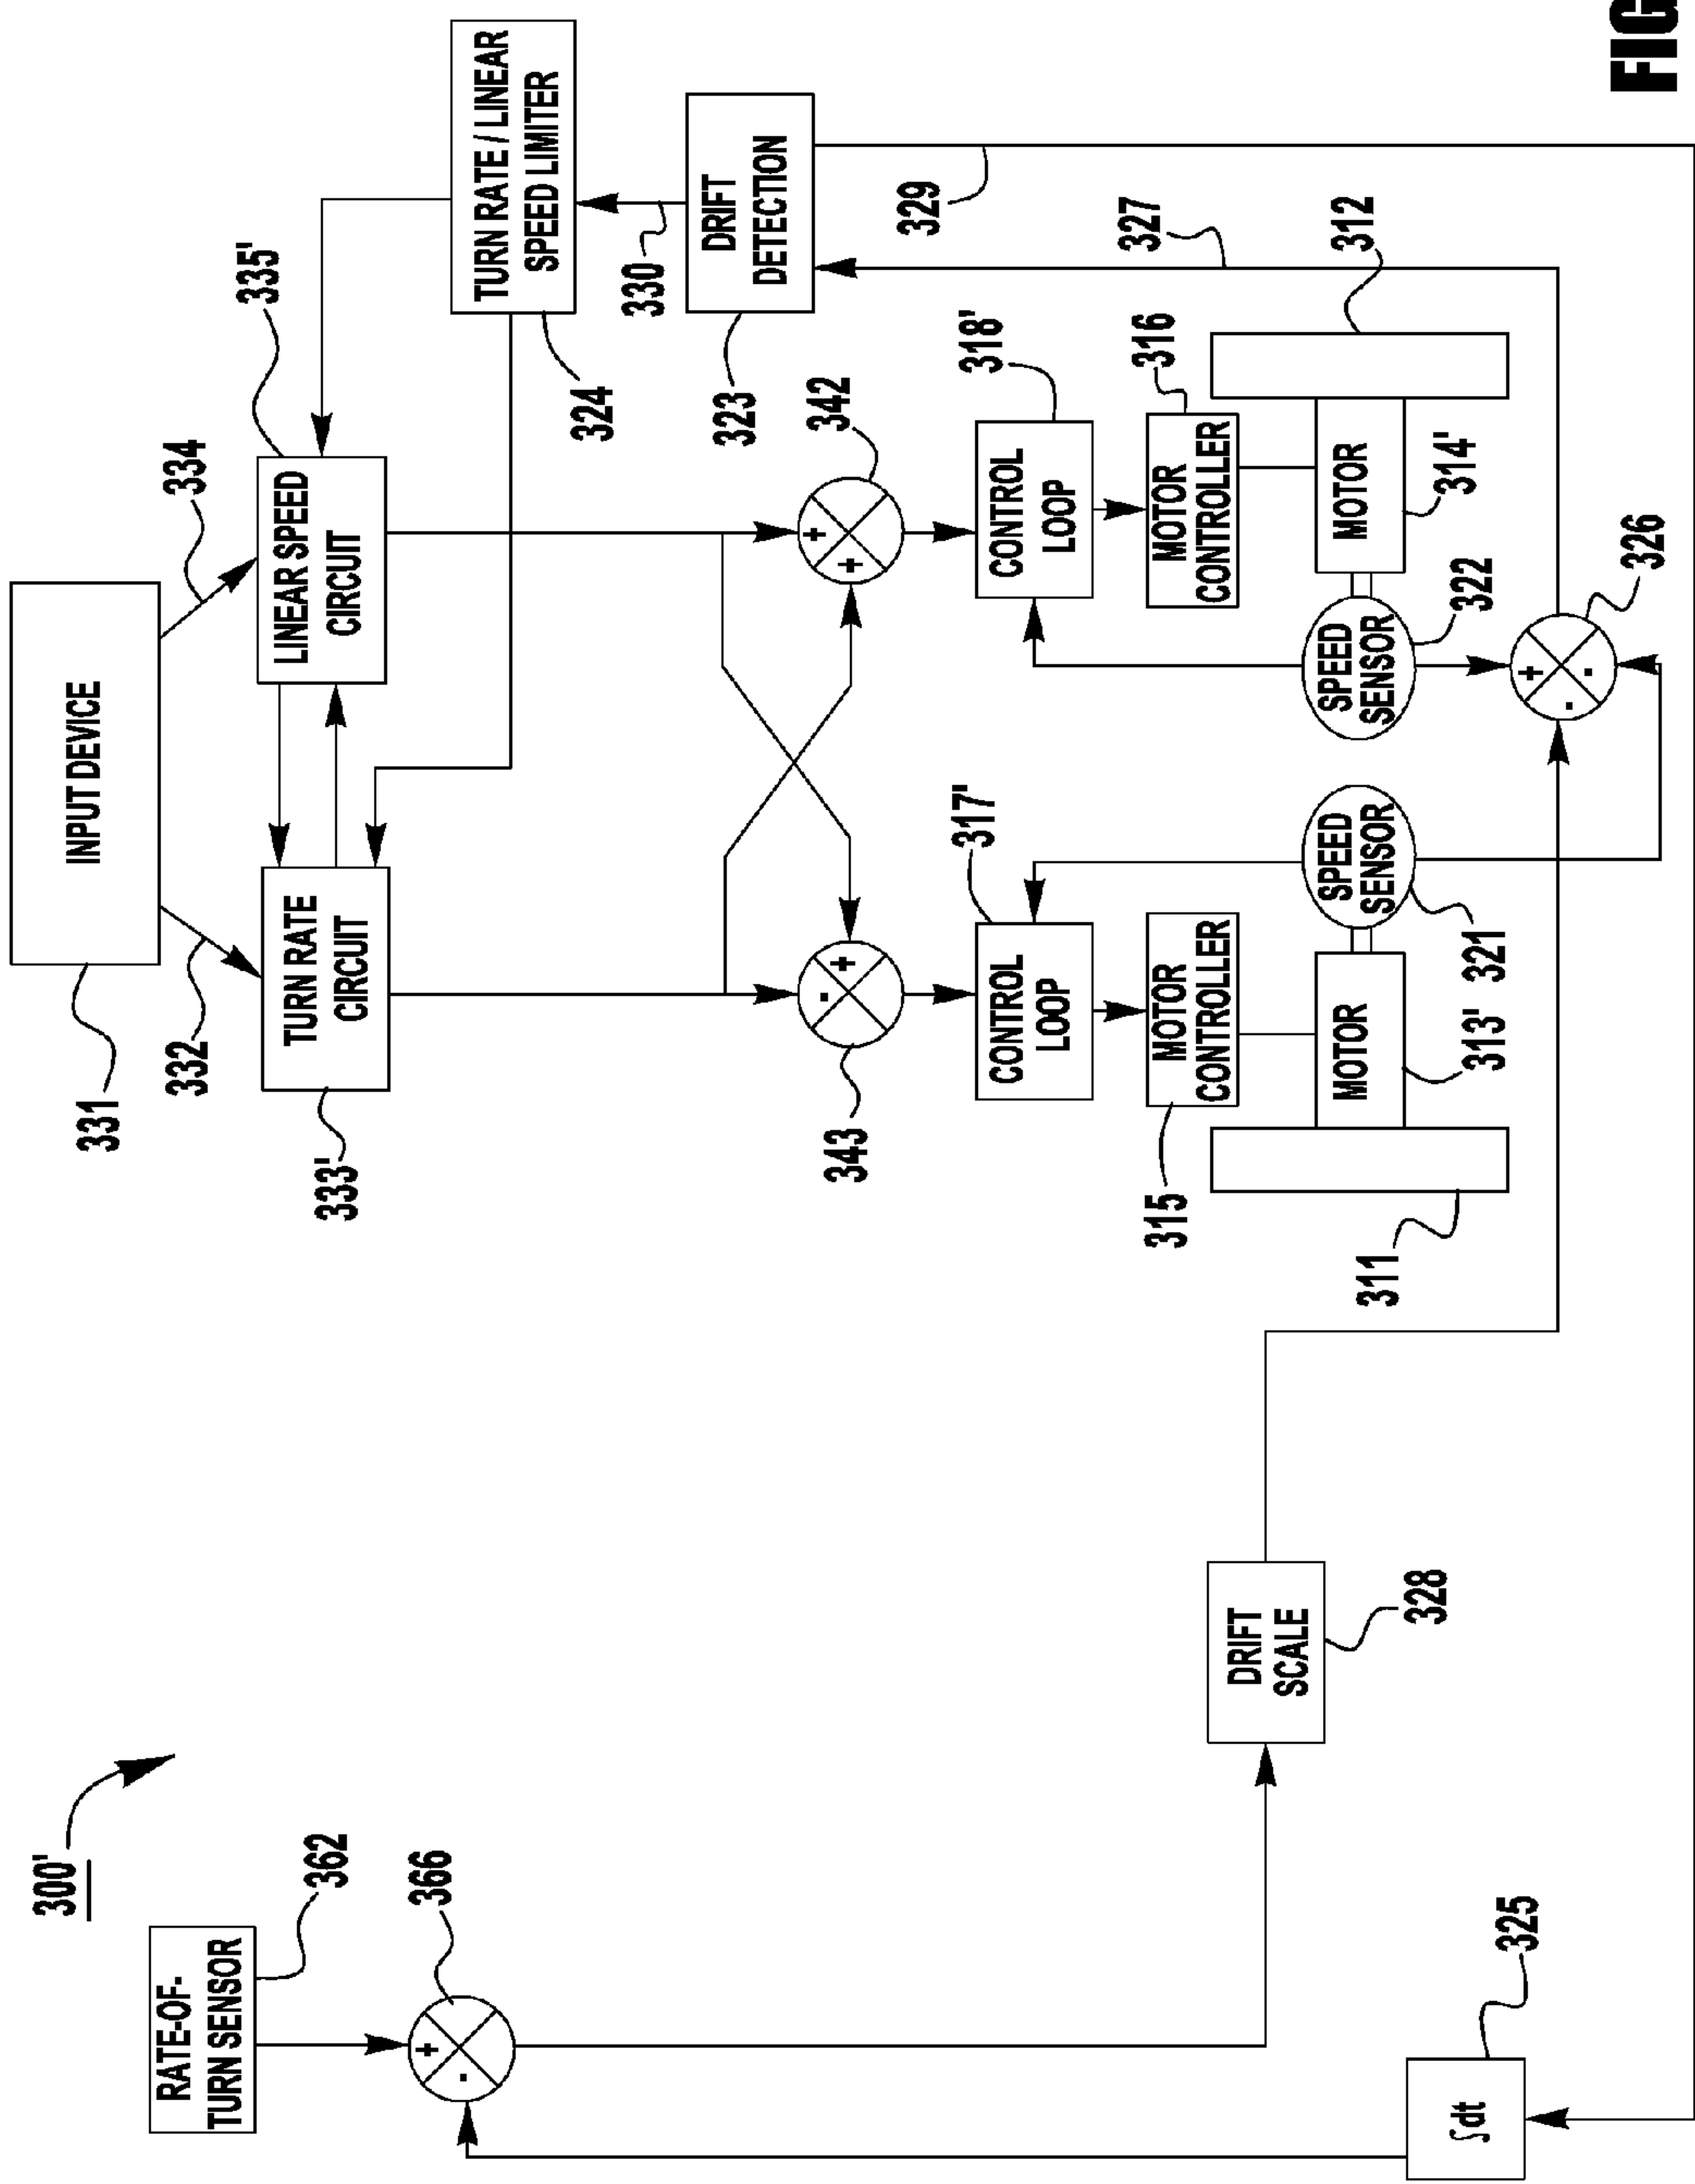 300'
RATE-OF-
TURN SENSOR
362
366
+
-
∫dt
325
DRIFT
SCALE
328
INPUT DEVICE
331
332
334
TURN RATE
CIRCUIT
333'
LINEAR SPEED
CIRCUIT
335'
TURN RATE / LINEAR
SPEED LIMITER
324
330
DRIFT
DETECTION
323
329
327
343
-
+
342
+
+
CONTROL
LOOP
317'
CONTROL
LOOP
318'
MOTOR
CONTROLLER
315
MOTOR
CONTROLLER
316
311
MOTOR
313'
SPEED
SENSOR
321
SPEED
SENSOR
322
MOTOR
314'
312
+
-
-
326
FIG